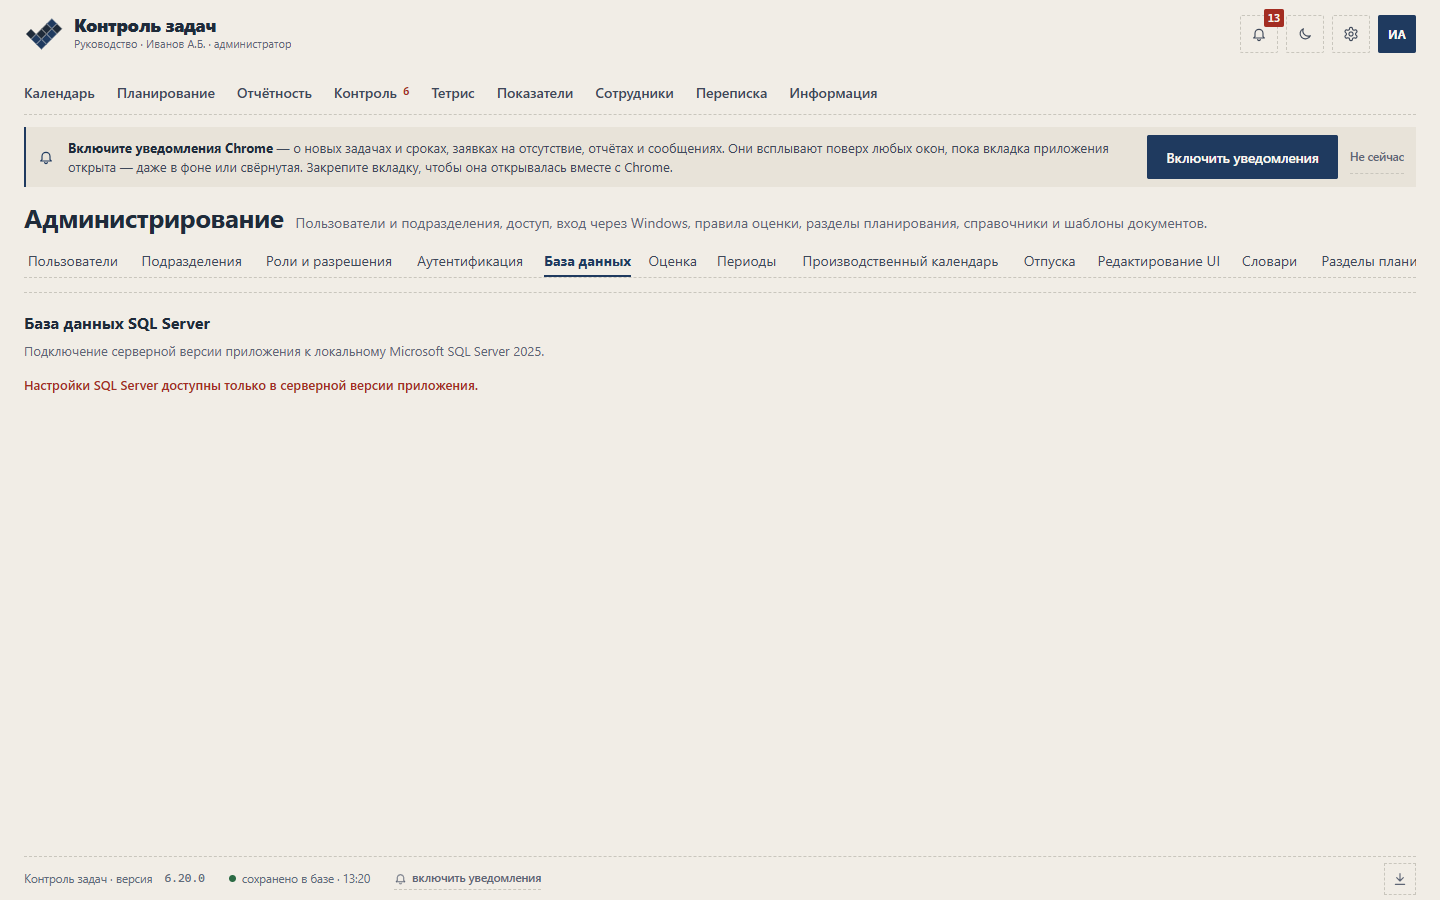 Контроль задач
Руководство · Иванов А.Б. · администратор
13
ИА
Календарь Планирование Отчётность Контроль 6 Тетрис Показатели Сотрудники Переписка Информация
Включите уведомления Chrome — о новых задачах и сроках, заявках на отсутствие, отчётах и сообщениях. Они всплывают поверх любых окон, пока вкладка приложения
открыта — даже в фоне или свёрнутая. Закрепите вкладку, чтобы она открывалась вместе с Chrome.
Включить уведомления
Не сейчас
Администрирование Пользователи и подразделения, доступ, вход через Windows, правила оценки, разделы планирования, справочники и шаблоны документов.
Пользователи Подразделения Роли и разрешения Аутентификация База данных Оценка Периоды Производственный календарь Отпуска Редактирование UI Словари Разделы плани
База данных SQL Server
Подключение серверной версии приложения к локальному Microsoft SQL Server 2025.
Настройки SQL Server доступны только в серверной версии приложения.
Контроль задач · версия 6.20.0 сохранено в базе · 13:20 включить уведомления